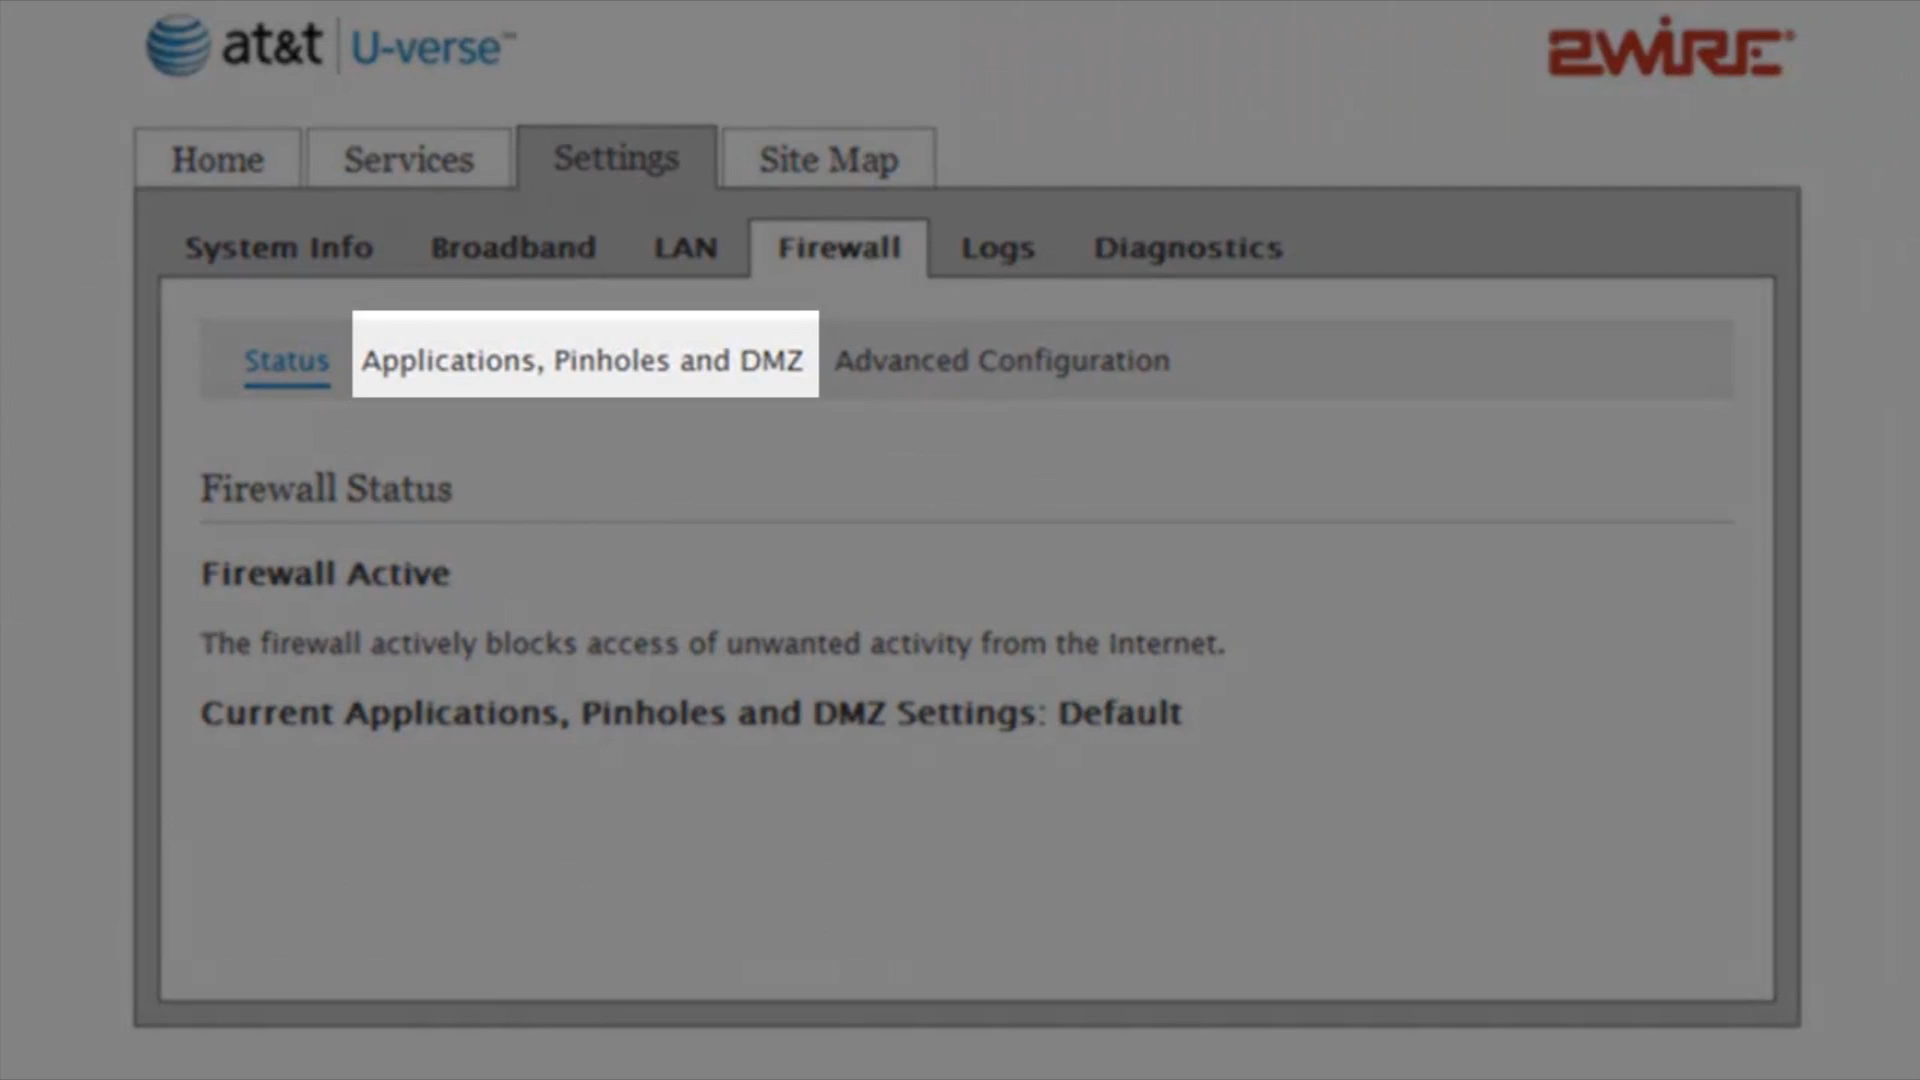 at&t U-verse™
2WIRE®
Home Services Settings Site Map
System Info Broadband LAN Firewall Logs Diagnostics
Status Applications, Pinholes and DMZ Advanced Configuration
Firewall Status
Firewall Active
The firewall actively blocks access of unwanted activity from the Internet.
Current Applications, Pinholes and DMZ Settings: Default